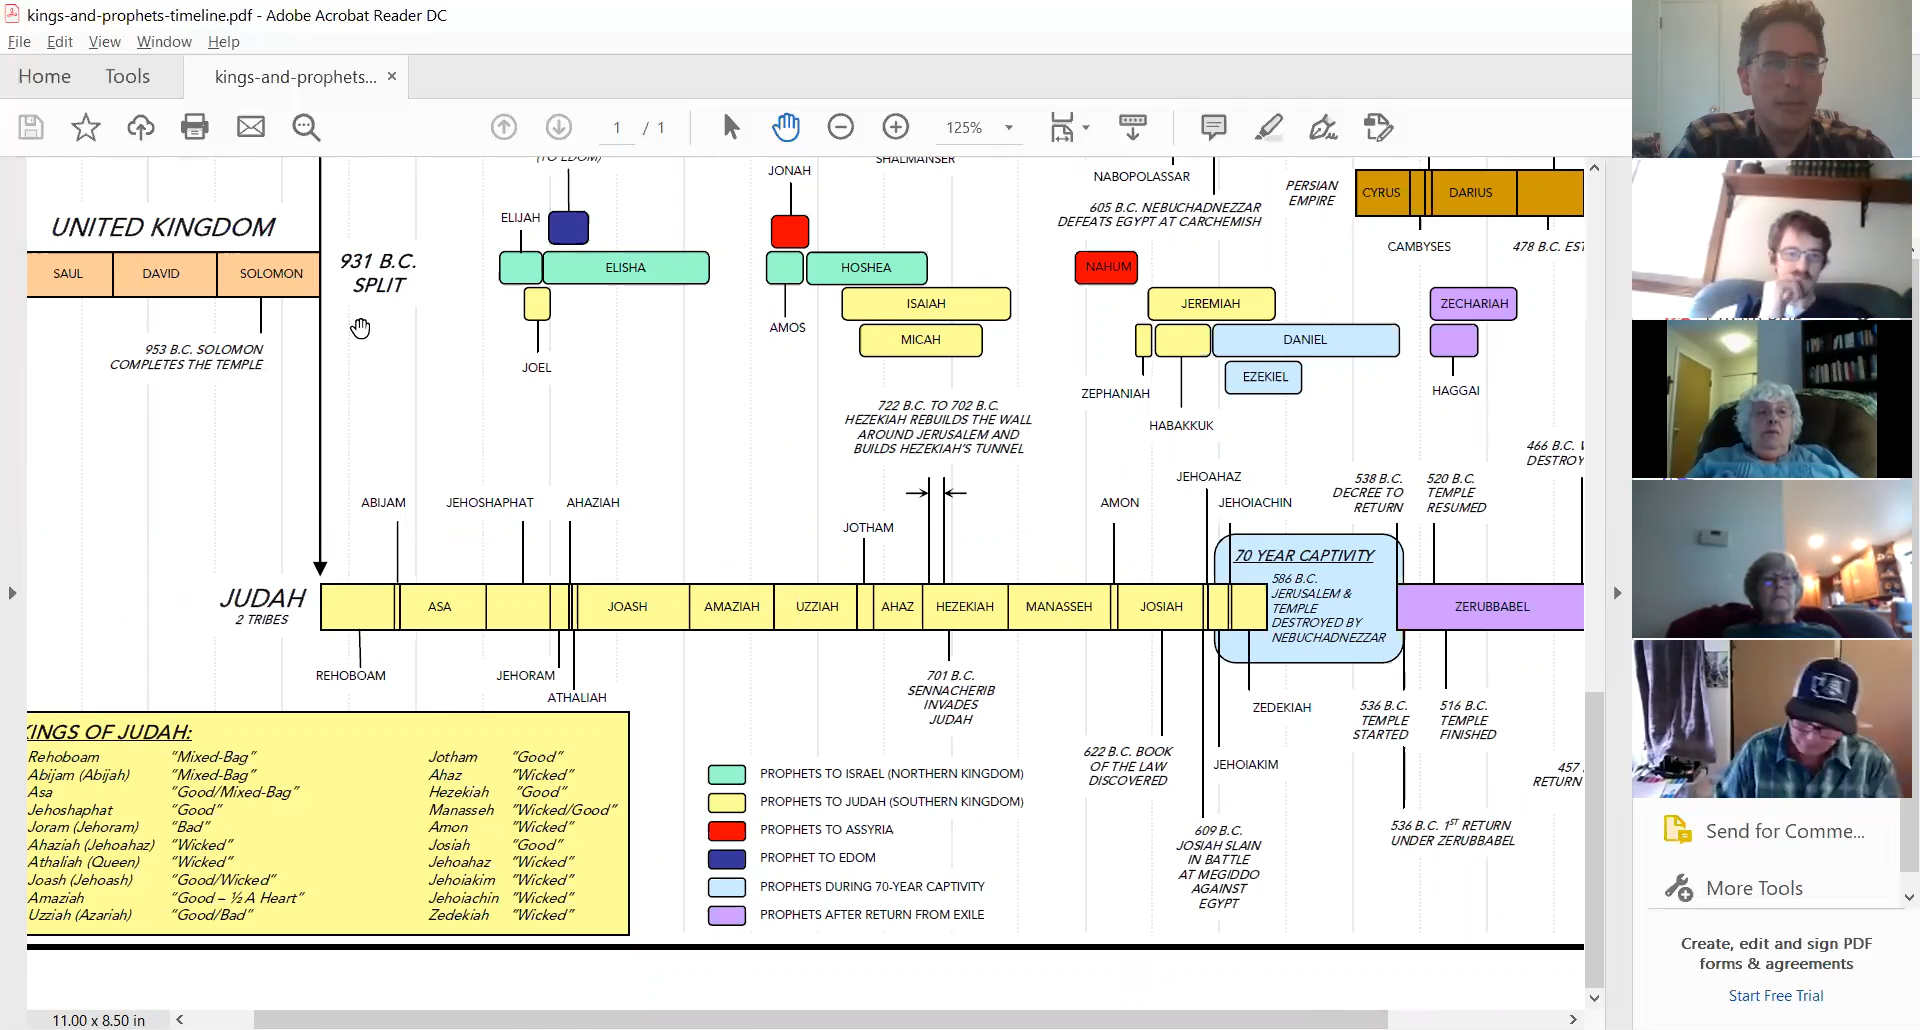 kings-and-prophets-timeline.pdf - Adobe Acrobat Reader DC
File Edit View Window Help
Home Tools kings-and-prophets... ×
1 / 1 125%
(TO EDOM)
SHALMANSER
JONAH
NABOPOLASSAR
PERSIAN
EMPIRE
CYRUS
DARIUS
CAMBYSES
478 B.C. EST
605 B.C. NEBUCHADNEZZAR
DEFEATS EGYPT AT CARCHEMISH
UNITED KINGDOM
SAUL
DAVID
SOLOMON
931 B.C.
SPLIT
953 B.C. SOLOMON
COMPLETES THE TEMPLE
ELIJAH
ELISHA
JOEL
HOSHEA
AMOS
ISAIAH
MICAH
NAHUM
JEREMIAH
DANIEL
EZEKIEL
ZEPHANIAH
HABAKKUK
ZECHARIAH
HAGGAI
722 B.C. TO 702 B.C.
HEZEKIAH REBUILDS THE WALL
AROUND JERUSALEM AND
BUILDS HEZEKIAH'S TUNNEL
466 B.C.
DESTROY
538 B.C.
DECREE TO
RETURN
520 B.C.
TEMPLE
RESUMED
ABIJAM
JEHOSHAPHAT
AHAZIAH
JOTHAM
AMON
JEHOAHAZ
JEHOIACHIN
70 YEAR CAPTIVITY
586 B.C.
JERUSALEM &
TEMPLE
DESTROYED BY
NEBUCHADNEZZAR
JUDAH
2 TRIBES
ASA
JOASH
AMAZIAH
UZZIAH
AHAZ
HEZEKIAH
MANASSEH
JOSIAH
ZERUBBABEL
REHOBOAM
JEHORAM
ATHALIAH
701 B.C.
SENNACHERIB
INVADES
JUDAH
622 B.C. BOOK
OF THE LAW
DISCOVERED
609 B.C.
JOSIAH SLAIN
IN BATTLE
AT MEGIDDO
AGAINST
EGYPT
JEHOIAKIM
ZEDEKIAH
536 B.C.
TEMPLE
STARTED
516 B.C.
TEMPLE
FINISHED
457
RETURN
536 B.C. 1ST RETURN
UNDER ZERUBBABEL
KINGS OF JUDAH:
Rehoboam "Mixed-Bag"
Abijam (Abijah) "Mixed-Bag"
Asa "Good/Mixed-Bag"
Jehoshaphat "Good"
Joram (Jehoram) "Bad"
Ahaziah (Jehoahaz) "Wicked"
Athaliah (Queen) "Wicked"
Joash (Jehoash) "Good/Wicked"
Amaziah "Good – ½ A Heart"
Uzziah (Azariah) "Good/Bad"
Jotham "Good"
Ahaz "Wicked"
Hezekiah "Good"
Manasseh "Wicked/Good"
Amon "Wicked"
Josiah "Good"
Jehoahaz "Wicked"
Jehoiakim "Wicked"
Jehoiachin "Wicked"
Zedekiah "Wicked"
PROPHETS TO ISRAEL (NORTHERN KINGDOM)
PROPHETS TO JUDAH (SOUTHERN KINGDOM)
PROPHETS TO ASSYRIA
PROPHET TO EDOM
PROPHETS DURING 70-YEAR CAPTIVITY
PROPHETS AFTER RETURN FROM EXILE
Send for Comme...
More Tools
Create, edit and sign PDF
forms & agreements
Start Free Trial
11.00 x 8.50 in